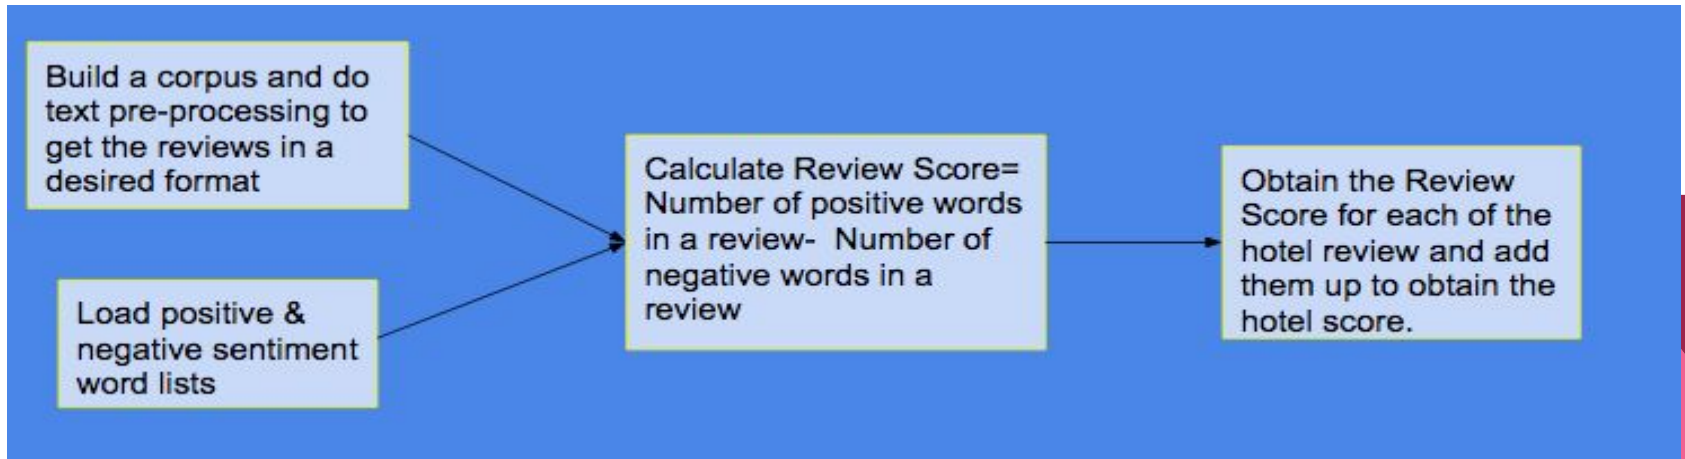 Build a corpus and do
text pre-processing to
get the reviews in a
desired format
Load positive &
negative sentiment
word lists
Calculate Review Score=
Number of positive words
in a review-  Number of
negative words in a
review
Obtain the Review
Score for each of the
hotel review and add
them up to obtain the
hotel score.